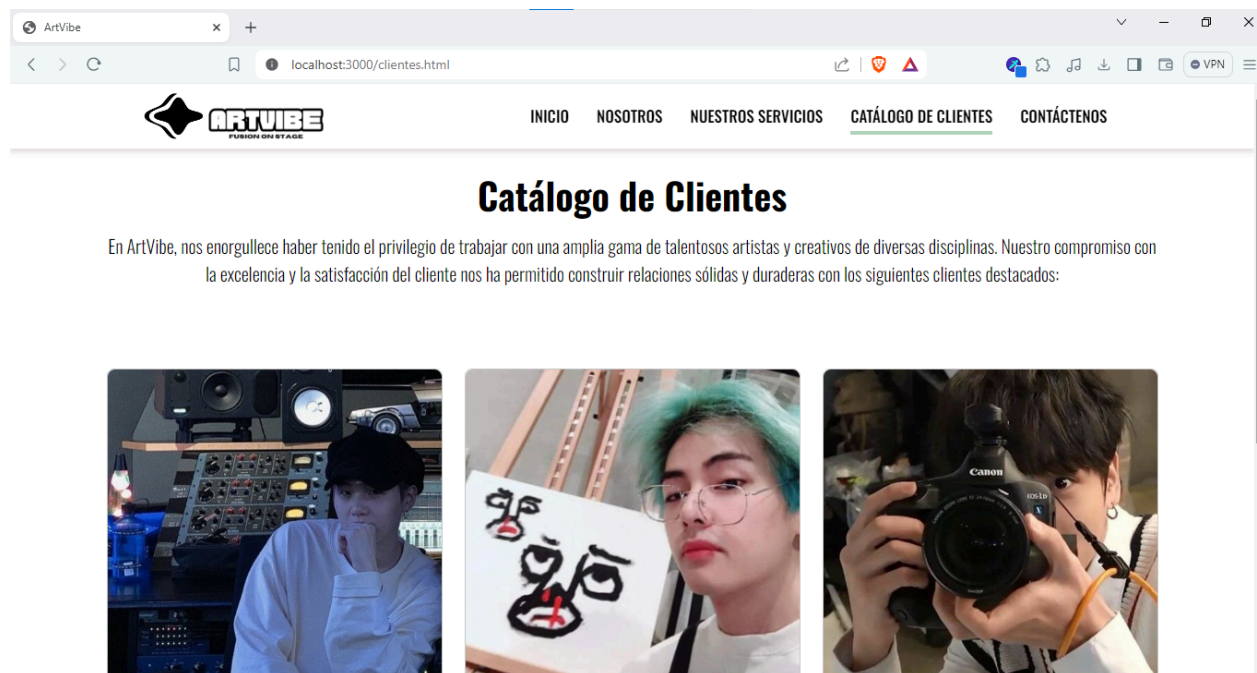 ArtVibe
localhost:3000/clientes.html
VPN
ARTVIBE
FUSION ON STAGE
INICIO NOSOTROS NUESTROS SERVICIOS CATÁLOGO DE CLIENTES CONTÁCTENOS
Catálogo de Clientes
En ArtVibe, nos enorgullece haber tenido el privilegio de trabajar con una amplia gama de talentosos artistas y creativos de diversas disciplinas. Nuestro compromiso con
la excelencia y la satisfacción del cliente nos ha permitido construir relaciones sólidas y duraderas con los siguientes clientes destacados:
Canon
EOS-1D
X